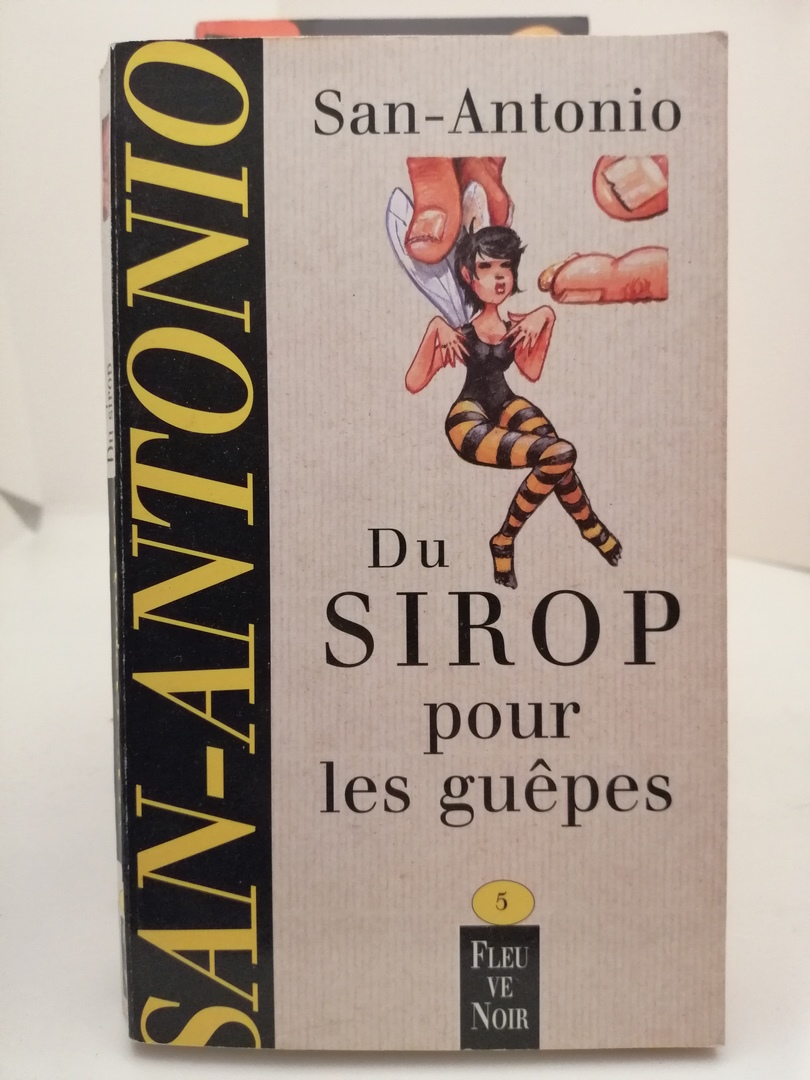 SAN-ANTONIO
San-Antonio
Du
SIROP
pour
les guêpes
5
FLEU
VE
NOIR
Du sirop